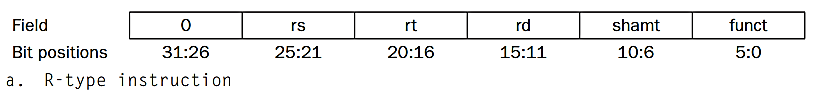 Field 0 rs rt rd shamt funct
Bit positions 31:26 25:21 20:16 15:11 10:6 5:0
a. R-type instruction